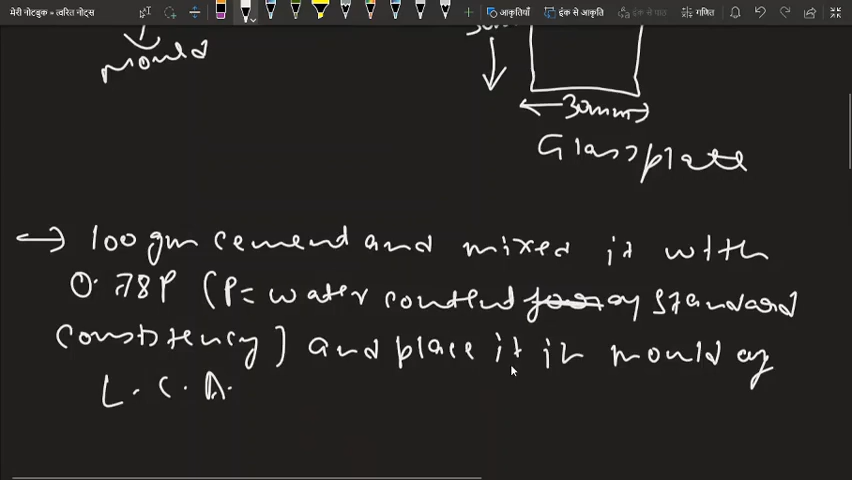 मेरी नोटबुक – त्वरित नोट्स
आकृतियाँ
इंक से आकृति
इंक से पाठ
गणित
mould
30mm
Glass plate
100 gm cement and mixed it with
0.78P (P= water content for of standard
consistency) and place it in mould of
L.C.A.